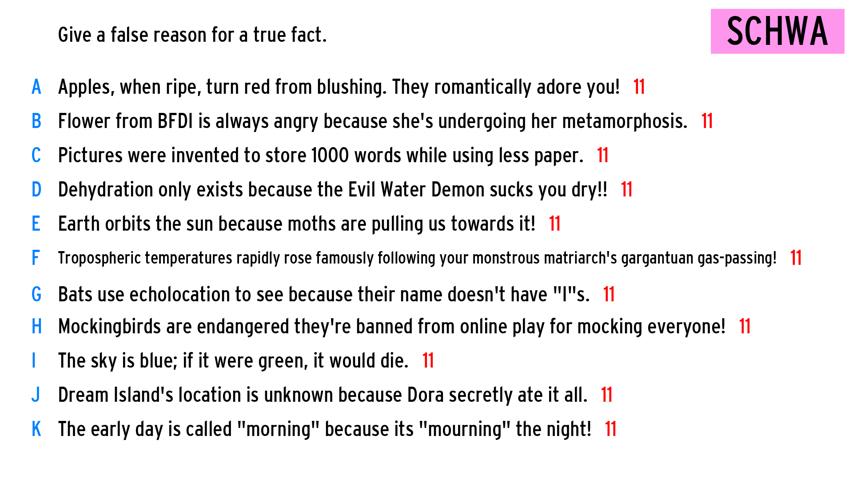 Give a false reason for a true fact.
SCHWA
A Apples, when ripe, turn red from blushing. They romantically adore you! 11
B Flower from BFDI is always angry because she's undergoing her metamorphosis. 11
C Pictures were invented to store 1000 words while using less paper. 11
D Dehydration only exists because the Evil Water Demon sucks you dry!! 11
E Earth orbits the sun because moths are pulling us towards it! 11
F Tropospheric temperatures rapidly rose famously following your monstrous matriarch's gargantuan gas-passing! 11
G Bats use echolocation to see because their name doesn't have "I"s. 11
H Mockingbirds are endangered they're banned from online play for mocking everyone! 11
I The sky is blue; if it were green, it would die. 11
J Dream Island's location is unknown because Dora secretly ate it all. 11
K The early day is called "morning" because its "mourning" the night! 11